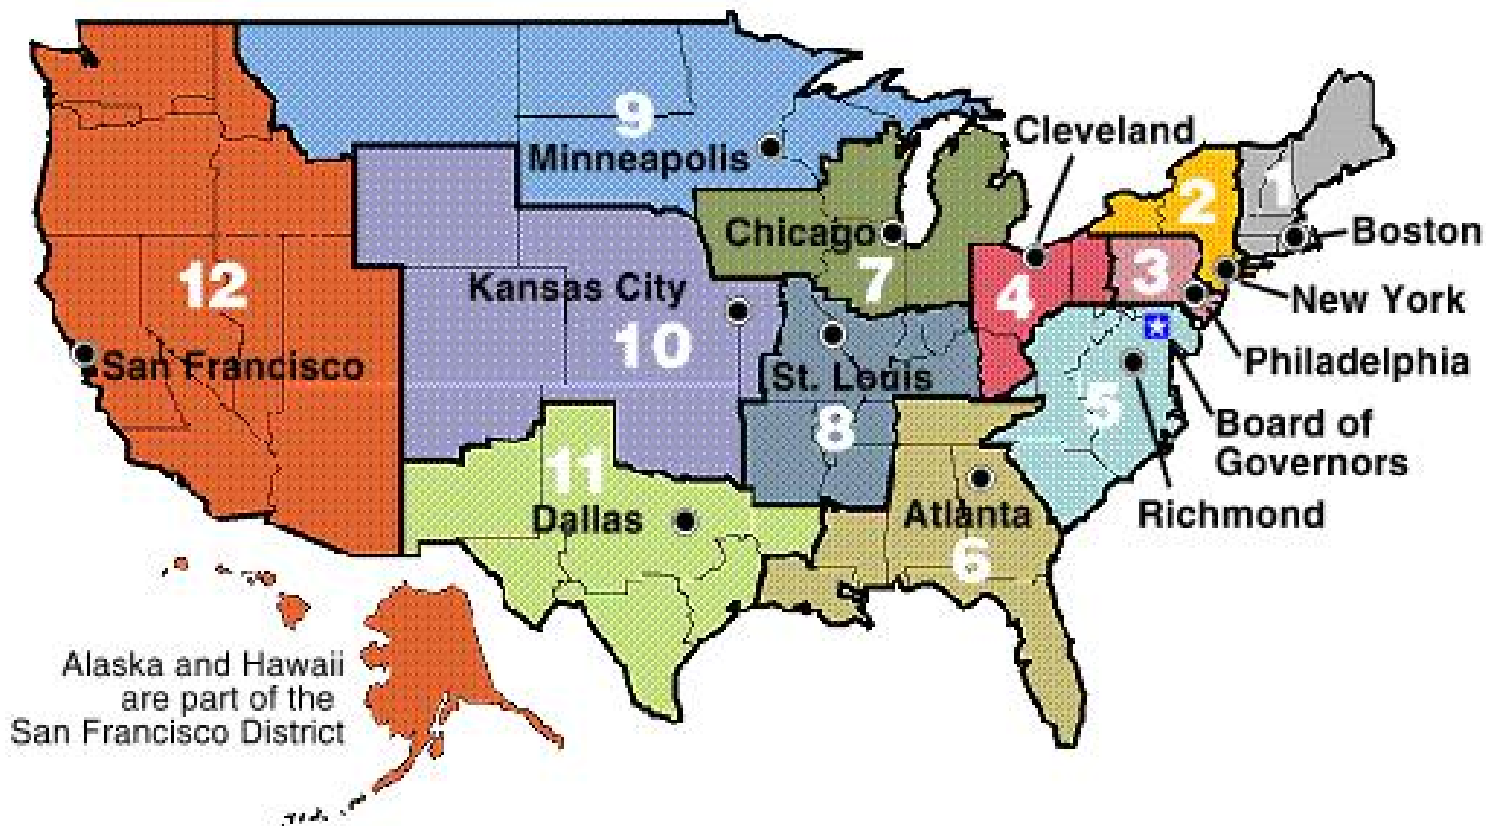 Cleveland
9
Minneapolis
2
1
Chicago
Boston
12
Kansas City
7
4
3
New York
10
San Francisco
St. Louis
Philadelphia
8
5
Board of
Governors
11
Dallas
Atlanta
Richmond
6
Alaska and Hawaii
are part of the
San Francisco District